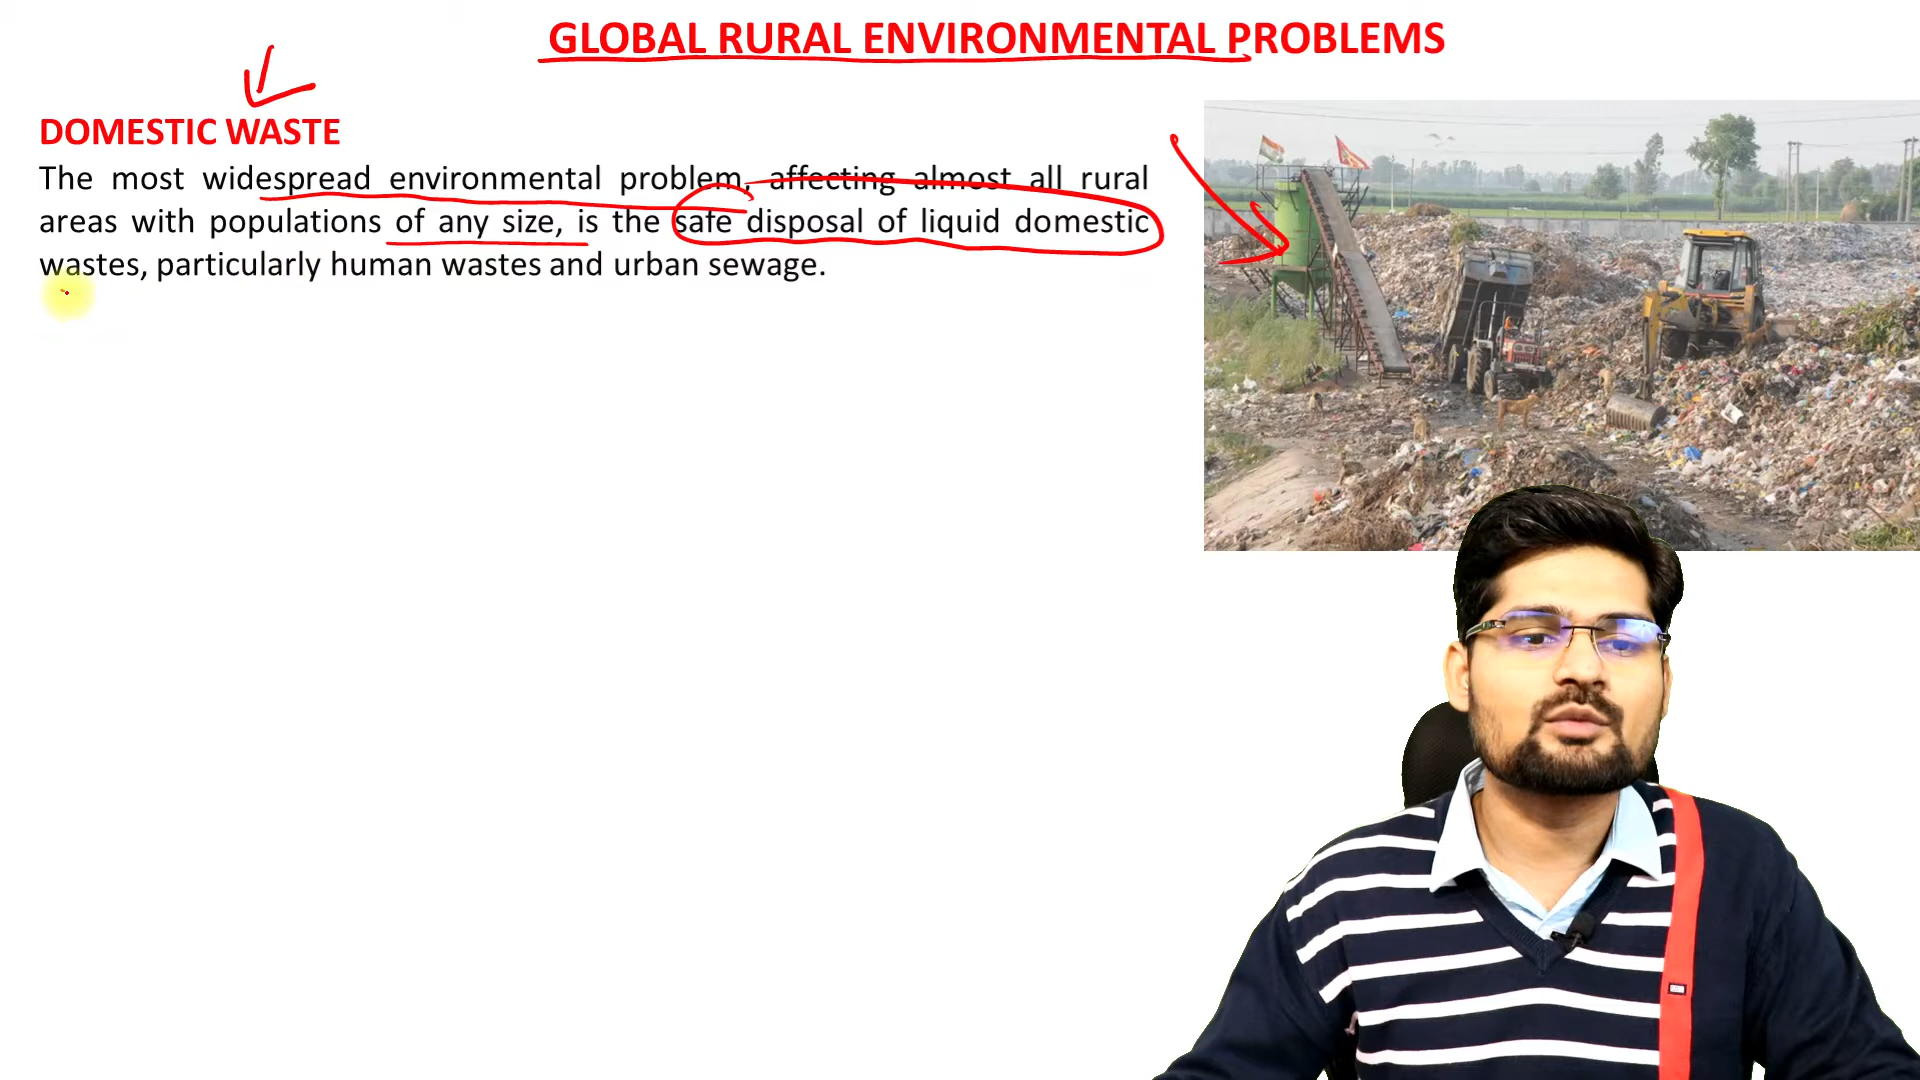 GLOBAL RURAL ENVIRONMENTAL PROBLEMS
DOMESTIC WASTE
The most widespread environmental problem, affecting almost all rural
areas with populations of any size, is the safe disposal of liquid domestic
wastes, particularly human wastes and urban sewage.